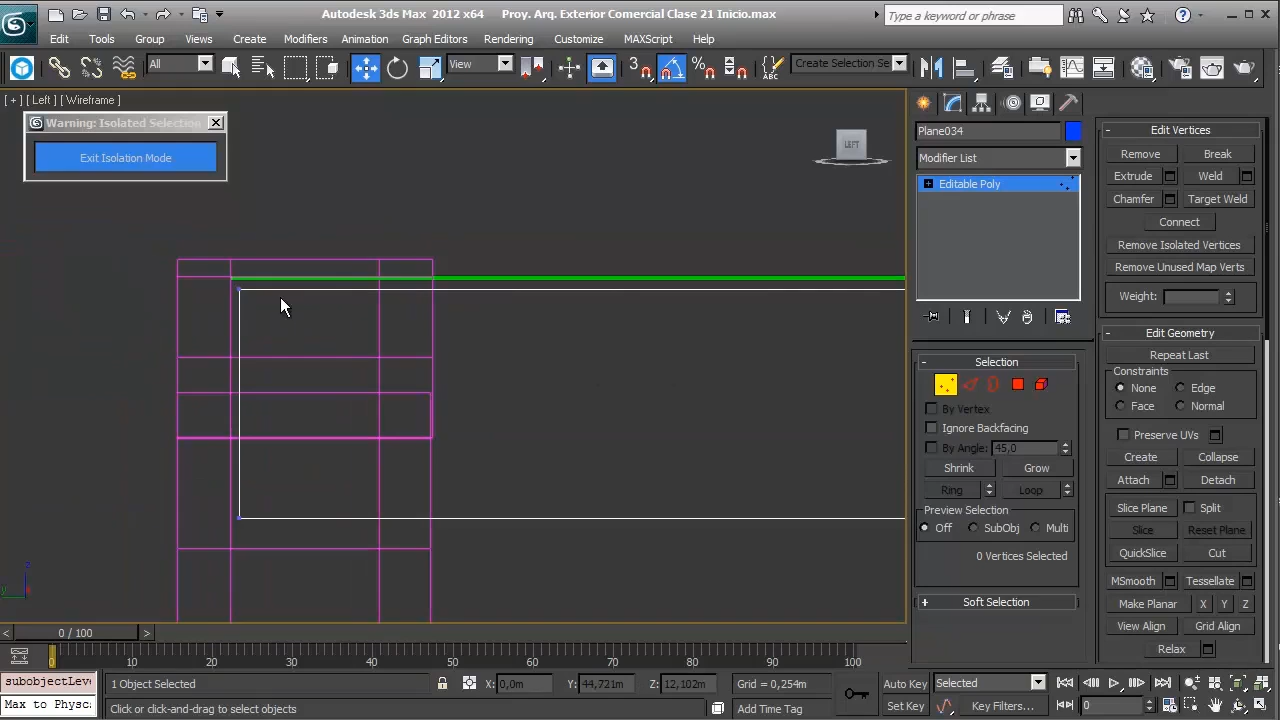 Autodesk 3ds Max 2012 x64 Proy. Arq. Exterior Comercial Clase 21 Inicio.max
Type a keyword or phrase
Edit Tools Group Views Create Modifiers Animation Graph Editors Rendering Customize MAXScript Help
All View 3 Create Selection Se
[ + ] [ Left ] [ Wireframe ]
Warning: Isolated Selection
Exit Isolation Mode
LEFT
Plane034
Modifier List
Editable Poly
Selection
By Vertex
Ignore Backfacing
By Angle: 45,0
Shrink Grow
Ring Loop
Preview Selection
Off SubObj Multi
0 Vertices Selected
Soft Selection
Edit Vertices
Remove Break
Extrude Weld
Chamfer Target Weld
Connect
Remove Isolated Vertices
Remove Unused Map Verts
Weight:
Edit Geometry
Repeat Last
Constraints
None Edge
Face Normal
Preserve UVs
Create Collapse
Attach Detach
Slice Plane Split
Slice Reset Plane
QuickSlice Cut
MSmooth Tessellate
Make Planar X Y Z
View Align Grid Align
Relax
z
y x
0 / 100
0 10 20 30 40 50 60 70 80 90 100
subobjectLeve
Max to Physc
1 Object Selected X: 0,0m Y: 44,721m Z: 12,102m Grid = 0,254m
Click or click-and-drag to select objects Add Time Tag
Auto Key Selected
Set Key Key Filters... 0